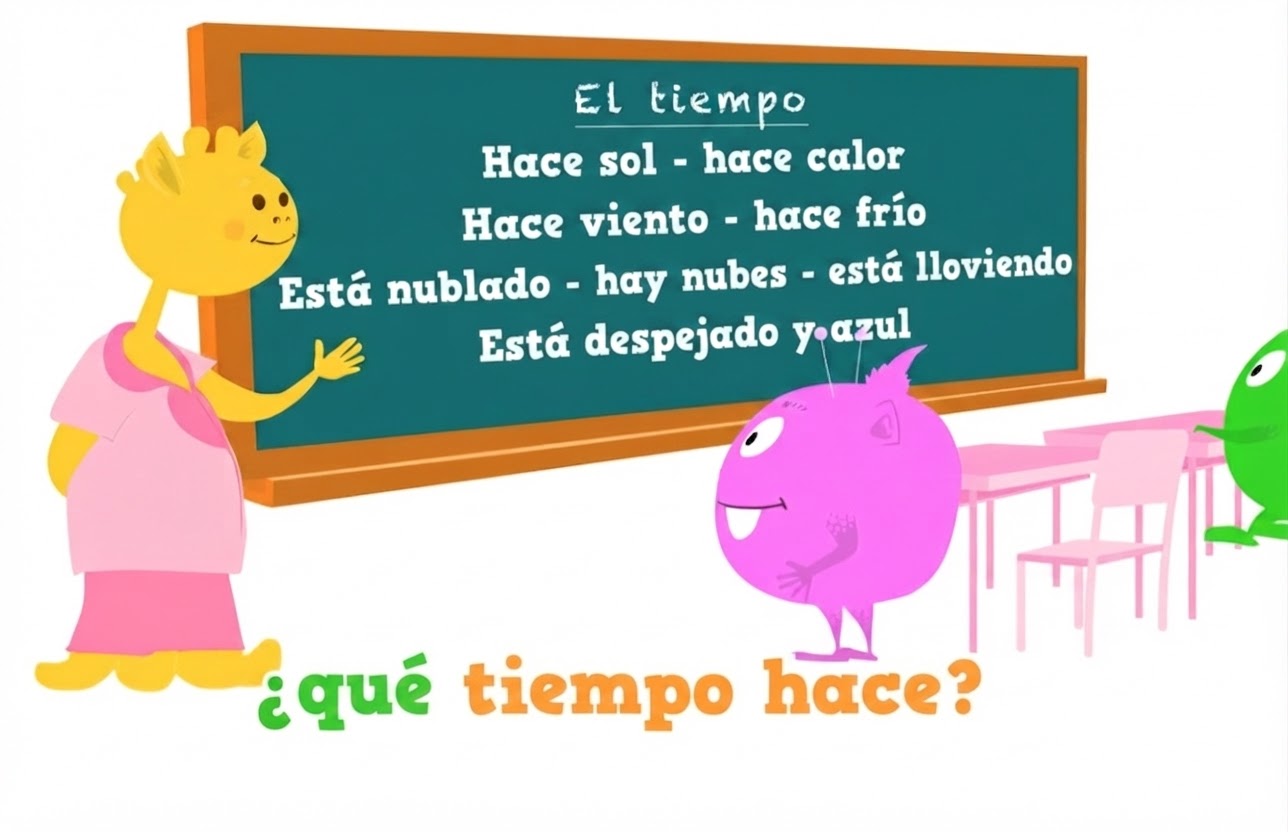 El tiempo
Hace sol - hace calor
Hace viento - hace frío
Está nublado - hay nubes - está lloviendo
Está despejado y azul
¿qué tiempo hace?